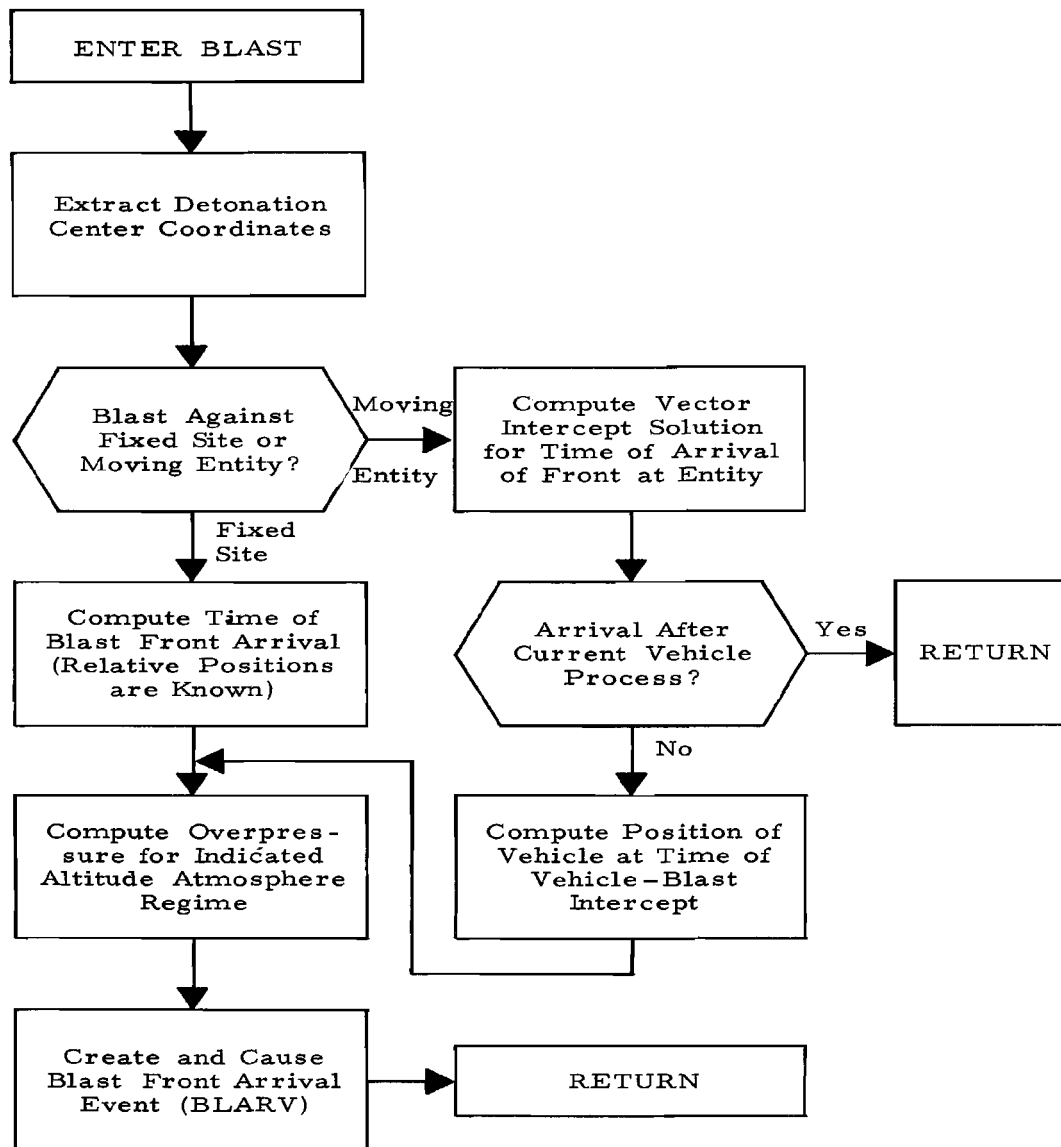 ENTER BLAST
Extract Detonation
Center Coordinates
Blast Against
Fixed Site or
Moving Entity?
Moving
Entity
Compute Vector
Intercept Solution
for Time of Arrival
of Front at Entity
Fixed
Site
Compute Time of
Blast Front Arrival
(Relative Positions
are Known)
Arrival After
Current Vehicle
Process?
Yes
RETURN
No
Compute Overpres-
sure for Indicated
Altitude Atmosphere
Regime
Compute Position of
Vehicle at Time of
Vehicle-Blast
Intercept
Create and Cause
Blast Front Arrival
Event (BLARV)
RETURN